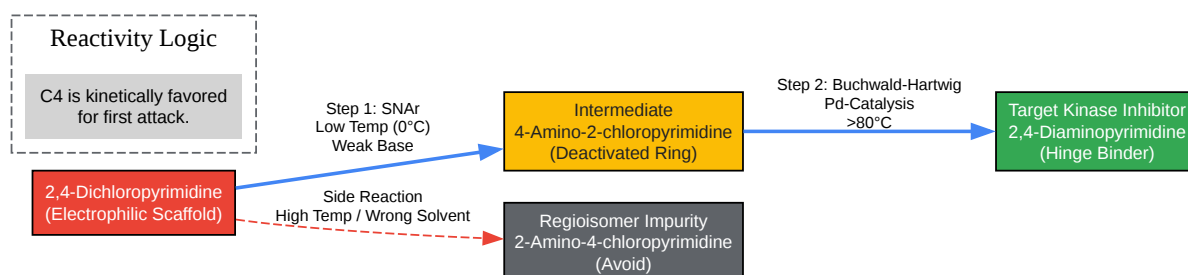 Reactivity Logic
C4 is kinetically favored
for first attack.
2,4-Dichloropyrimidine
(Electrophilic Scaffold)
Step 1: SNAr
Low Temp (0°C)
Weak Base
Side Reaction
High Temp / Wrong Solvent
Intermediate
4-Amino-2-chloropyrimidine
(Deactivated Ring)
Regioisomer Impurity
2-Amino-4-chloropyrimidine
(Avoid)
Step 2: Buchwald-Hartwig
Pd-Catalysis
>80°C
Target Kinase Inhibitor
2,4-Diaminopyrimidine
(Hinge Binder)